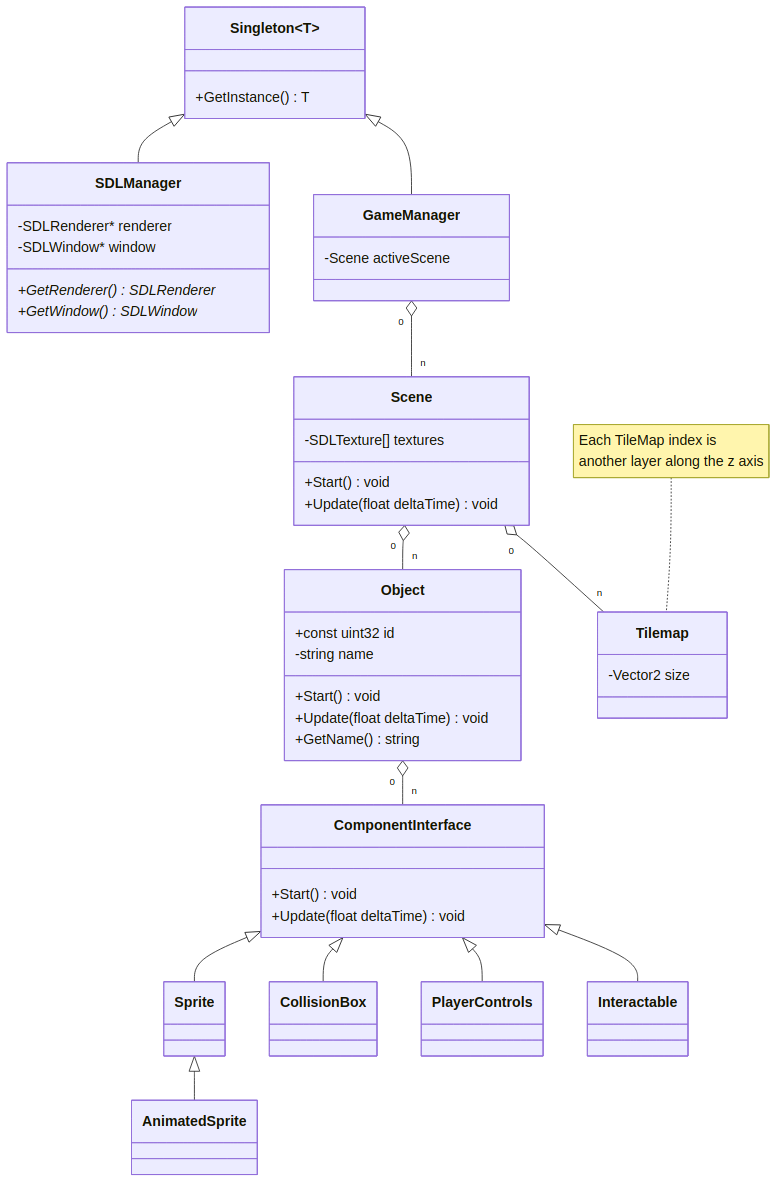 Singleton<T>
+GetInstance() : T
SDLManager
-SDLRenderer* renderer
-SDLWindow* window
+GetRenderer() : SDLRenderer
+GetWindow() : SDLWindow
GameManager
-Scene activeScene
0
n
Scene
-SDLTexture[] textures
+Start() : void
+Update(float deltaTime) : void
Each TileMap index is
another layer along the z axis
0
n
0
n
Object
+const uint32 id
-string name
+Start() : void
+Update(float deltaTime) : void
+GetName() : string
Tilemap
-Vector2 size
0
n
ComponentInterface
+Start() : void
+Update(float deltaTime) : void
Sprite
CollisionBox
PlayerControls
Interactable
AnimatedSprite